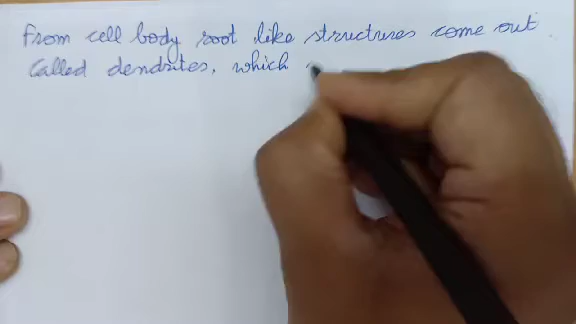 From cell body root like structures come out
Called dendrites, which